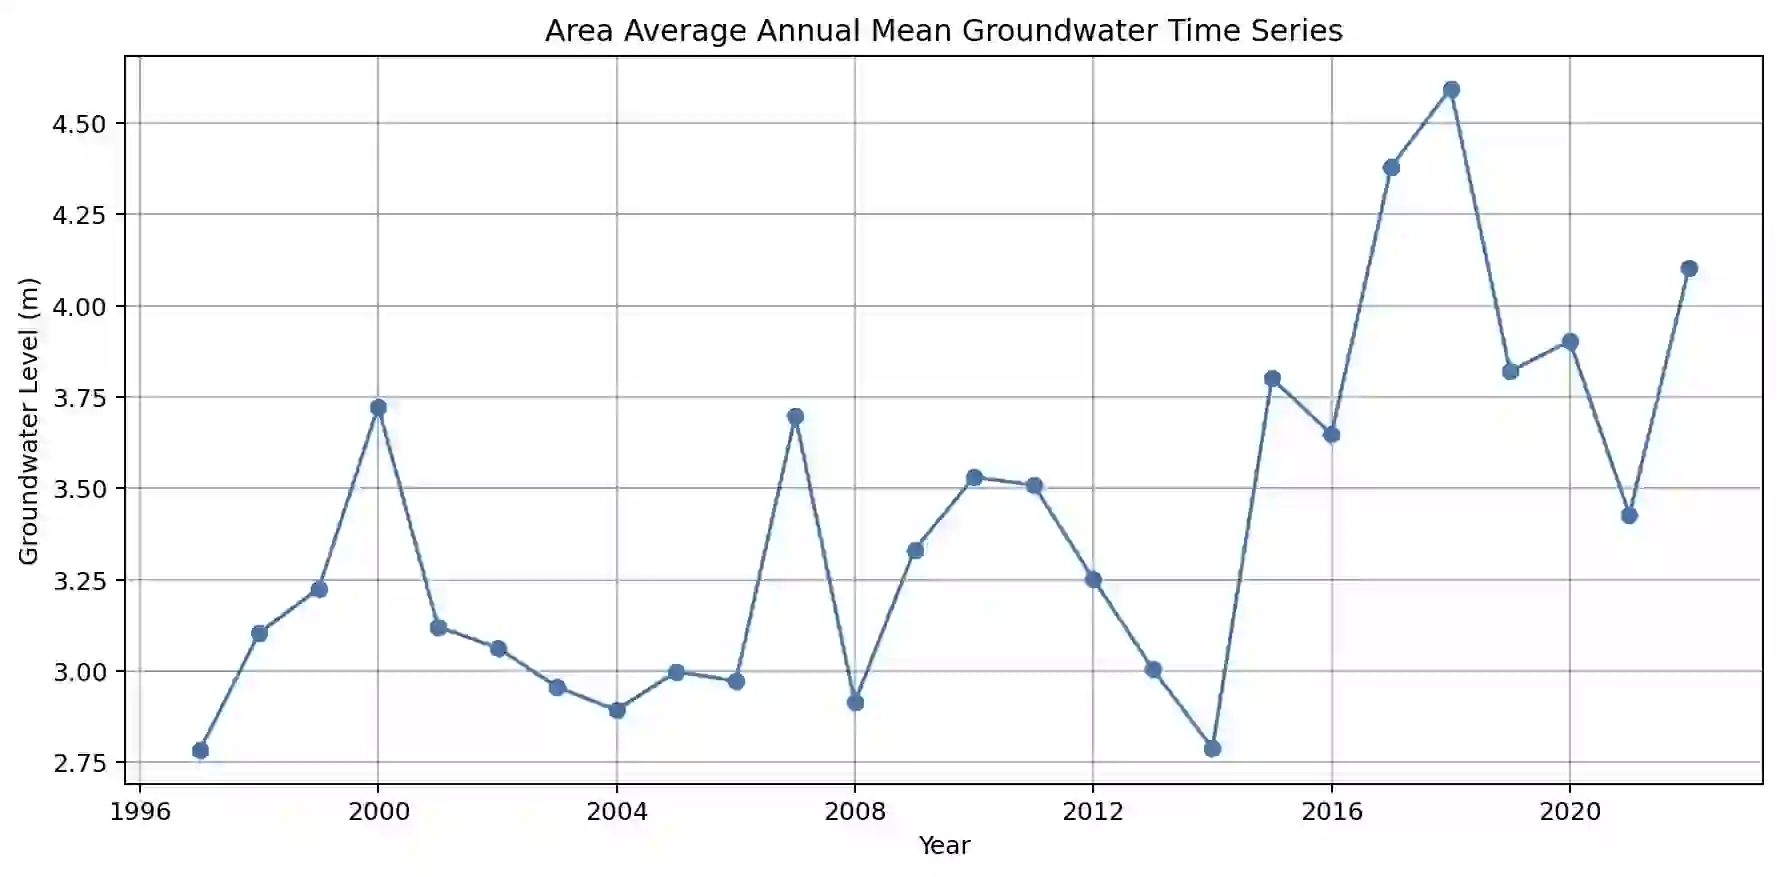 Area Average Annual Mean Groundwater Time Series
Groundwater Level (m)
4.50
4.25
4.00
3.75
3.50
3.25
3.00
2.75
1996 2000 2004 2008 2012 2016 2020
Year